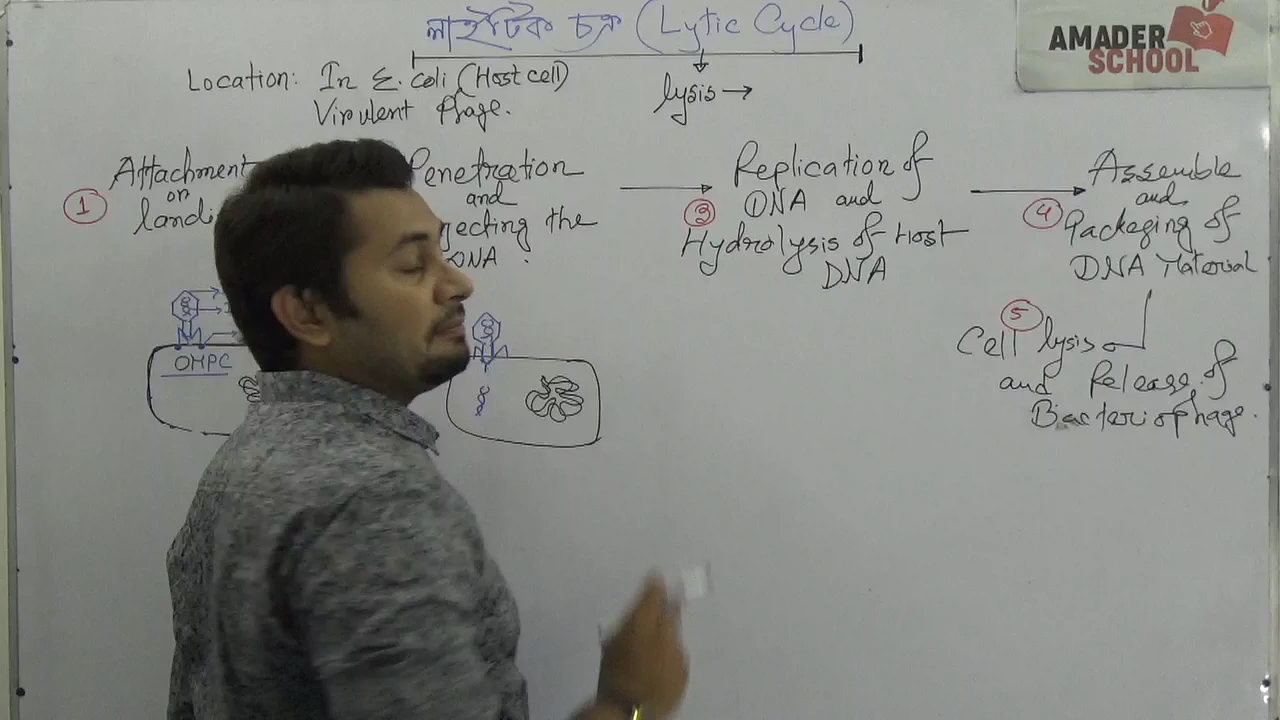 লাইটিক চক্র (Lytic Cycle)
AMADER
SCHOOL
Location: In E. coli (Host cell)
Virulent Phage.
lysis →
1
Attachment
on
landi
Penetration
and
jecting the
DNA.
3
Replication of
DNA and
Hydrolysis of Host
DNA
4
Assemble
and
Packaging of
DNA Material
5
Cell lysis
and Release of
Bacteriophage.
OMPC